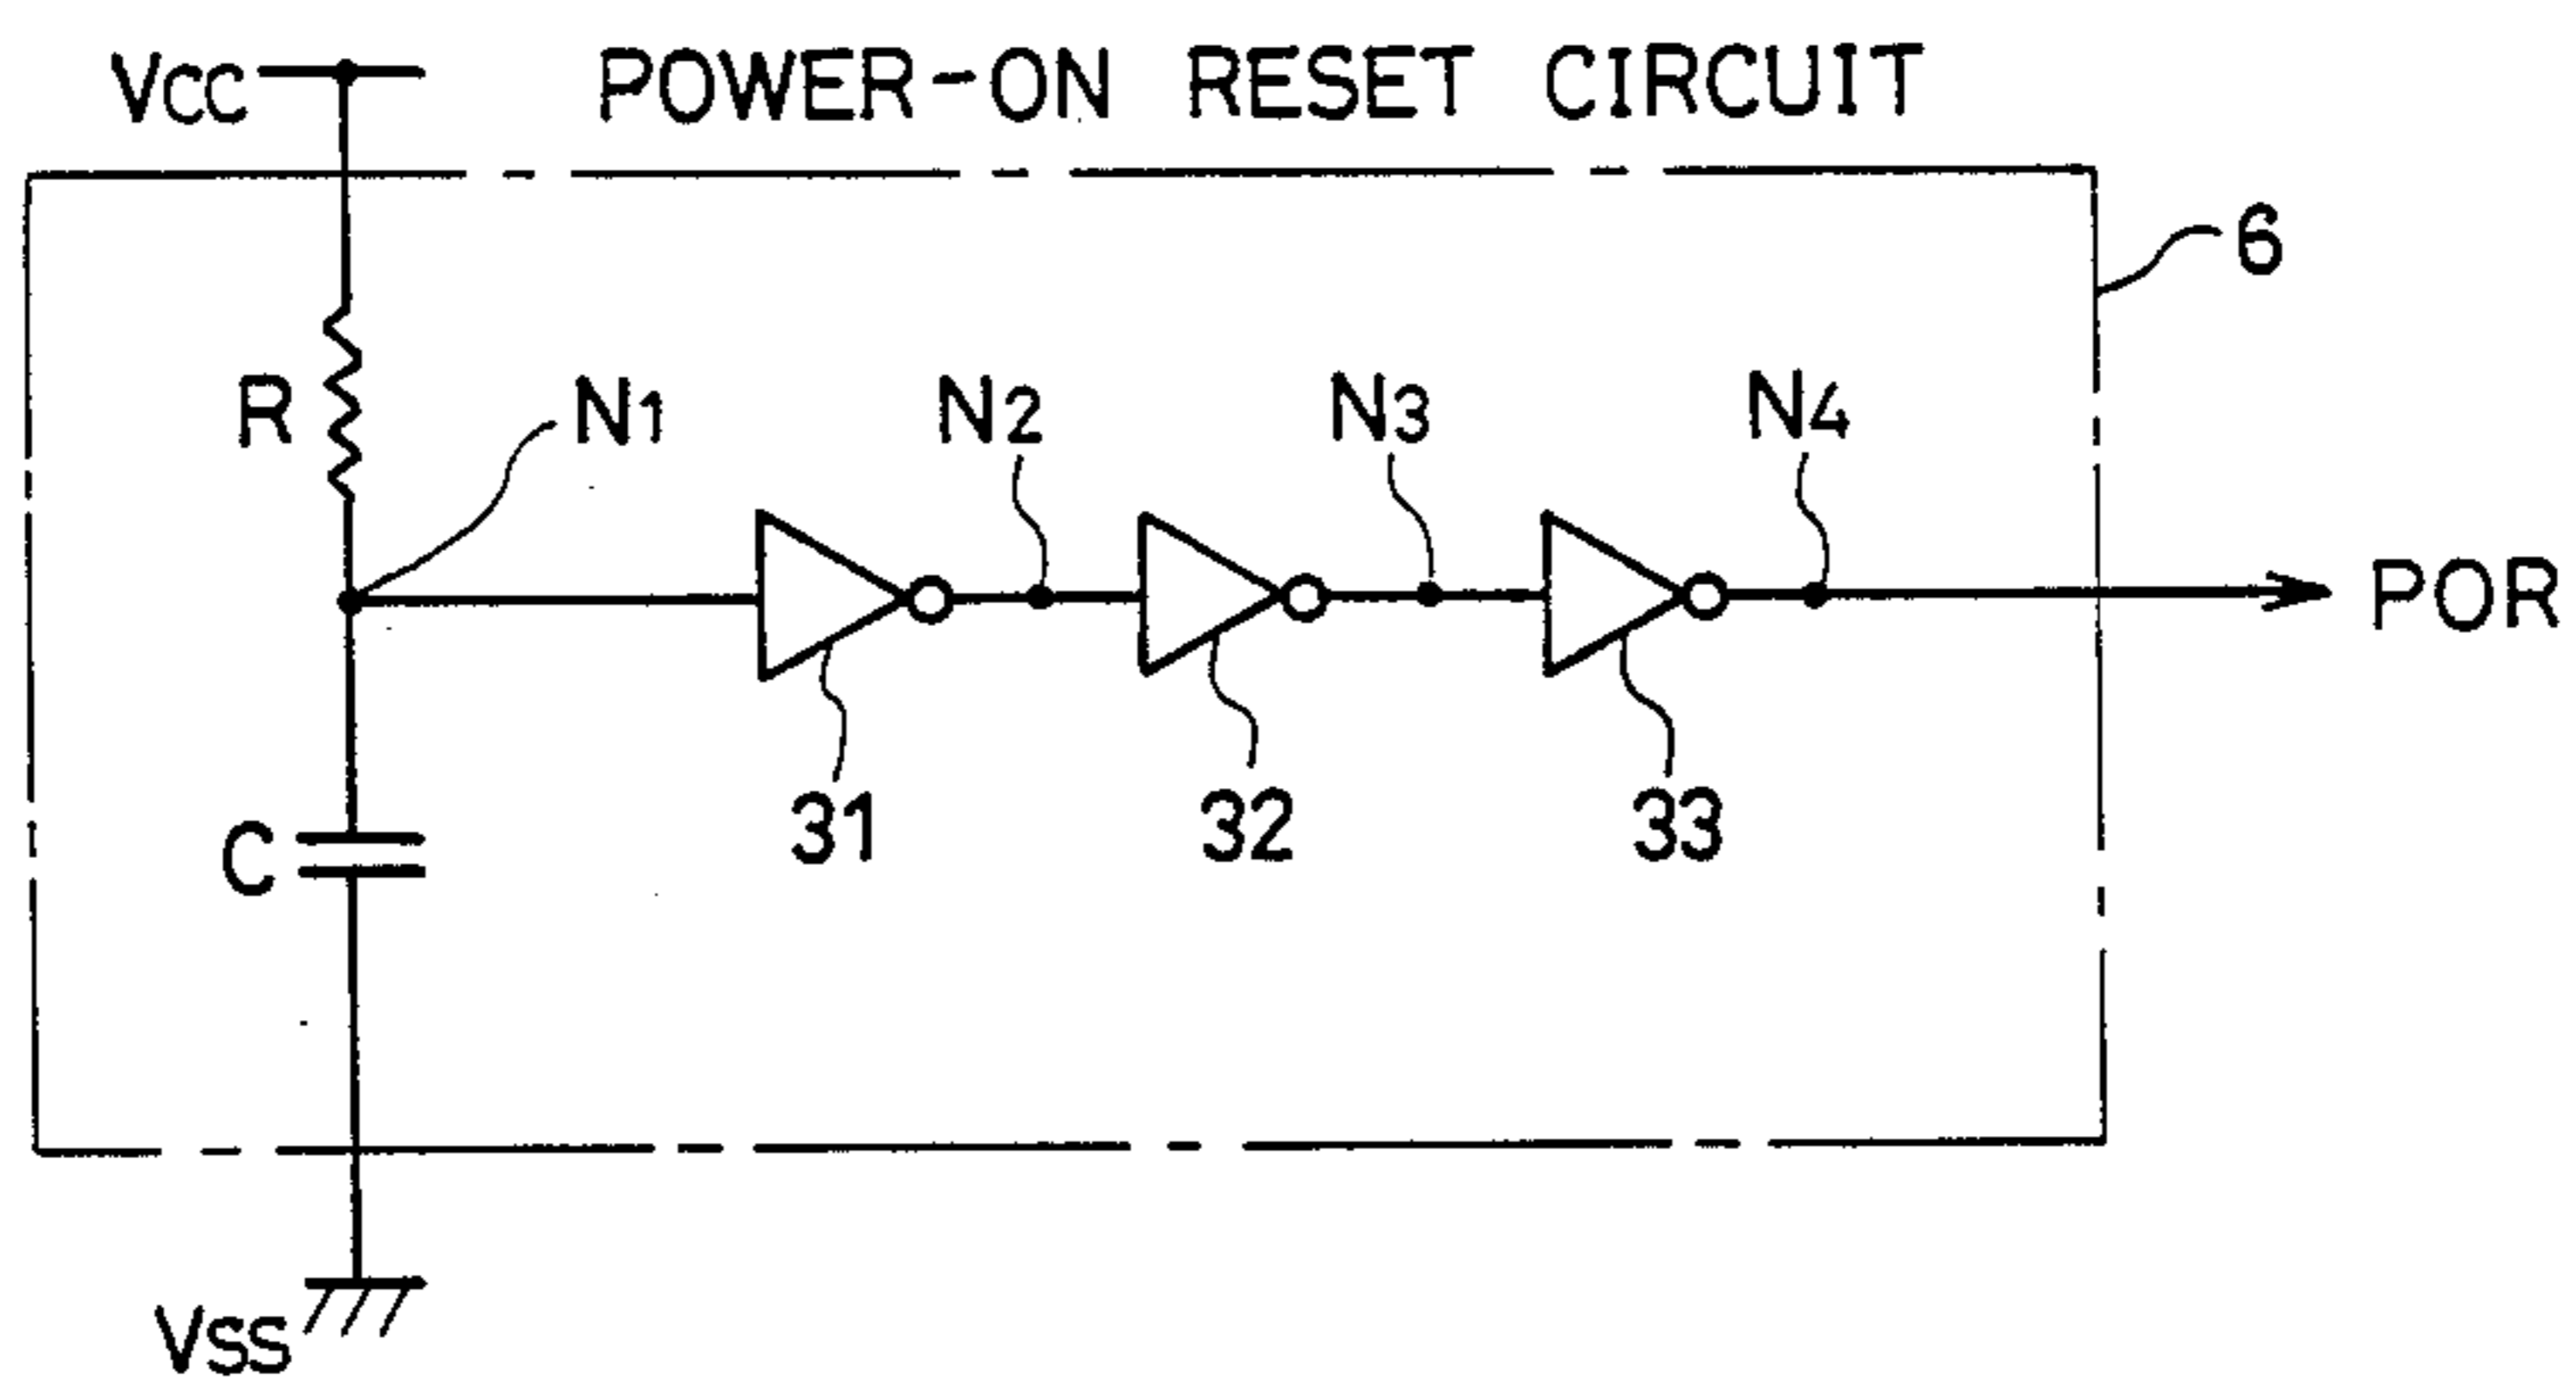 VCC
POWER-ON RESET CIRCUIT
6
R
N1
N2
N3
N4
POR
31
32
33
C
VSS